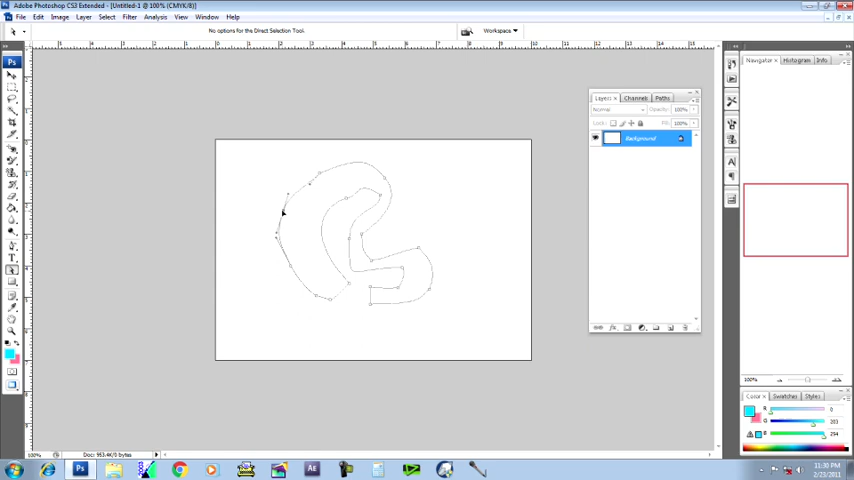 Adobe Photoshop CS3 Extended - [Untitled-1 @ 100% (CMYK/8)]
File Edit Image Layer Select Filter Analysis View Window Help
No options for the Direct Selection Tool.
Workspace
Navigator × Histogram Info
Layers × Channels Paths
Normal Opacity: 100%
Lock: Fill: 100%
Background
100%
Color × Swatches Styles
R 0
G 203
B 254
100% Doc: 953.4K/0 bytes
Ps Ae
11:30 PM
2/23/2011